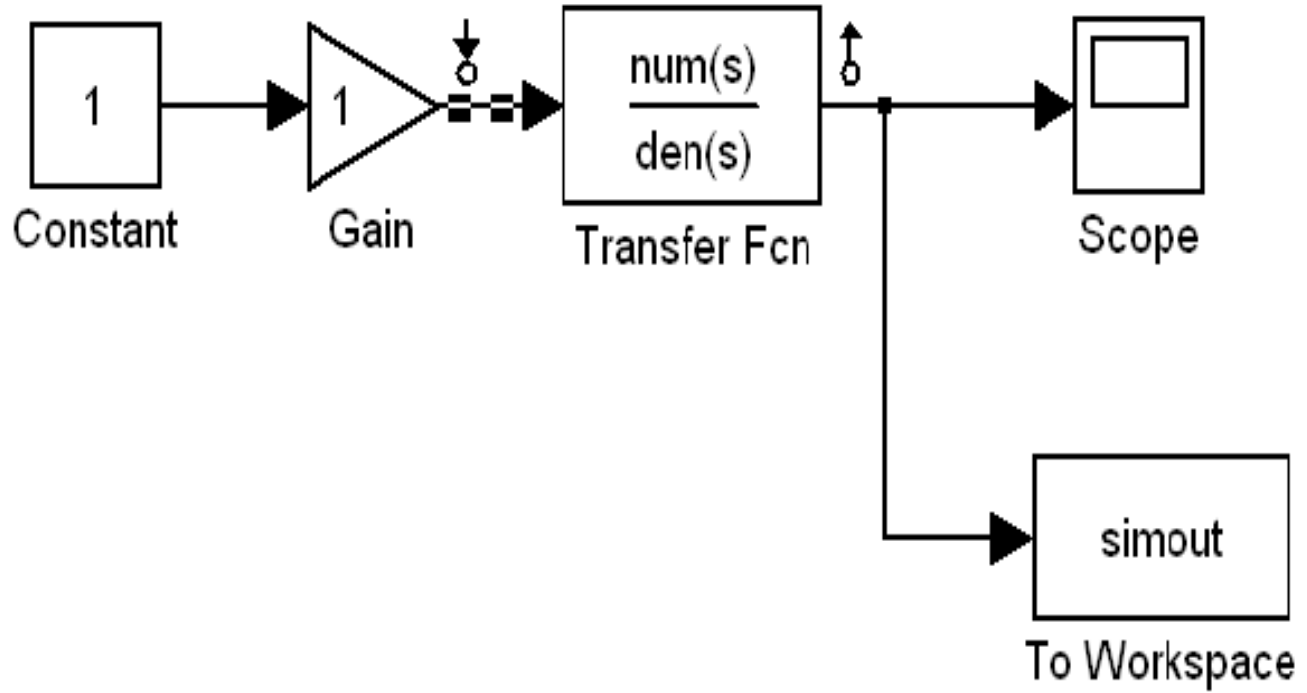 1
Constant
1
Gain
num(s)
den(s)
Transfer Fcn
Scope
simout
To Workspace